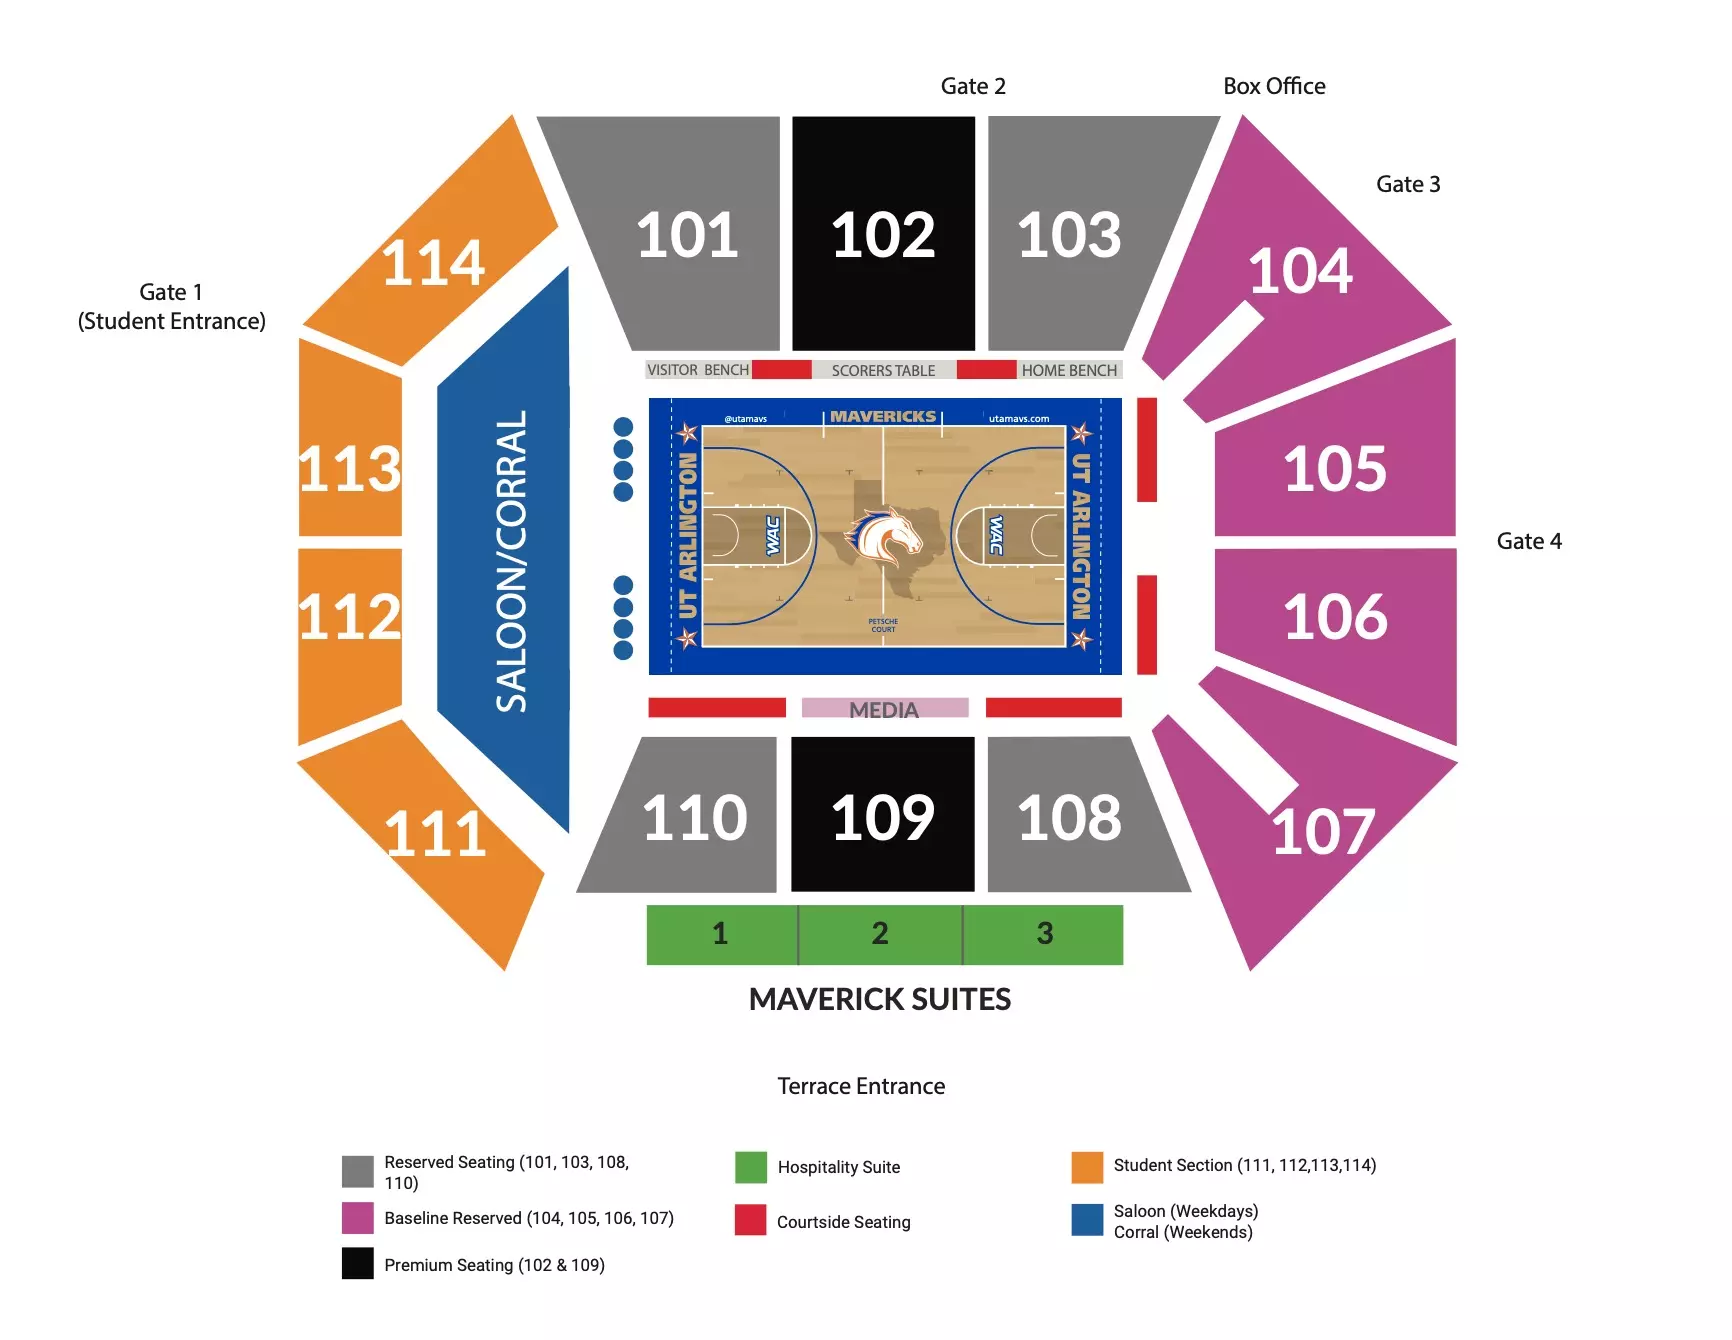 Gate 2
Box Office
Gate 3
Gate 1
(Student Entrance)
101
102
103
104
114
VISITOR BENCH
SCORERS TABLE
HOME BENCH
@utamavs
MAVERICKS
utamavs.com
113
SALOON/CORRAL
UT ARLINGTON
WAC
WAC
UT ARLINGTON
105
Gate 4
112
PETSCHE
COURT
106
MEDIA
111
110
109
108
107
1
2
3
MAVERICK SUITES
Terrace Entrance
Reserved Seating (101, 103, 108,
110)
Baseline Reserved (104, 105, 106, 107)
Premium Seating (102 & 109)
Hospitality Suite
Courtside Seating
Student Section (111, 112,113,114)
Saloon (Weekdays)
Corral (Weekends)